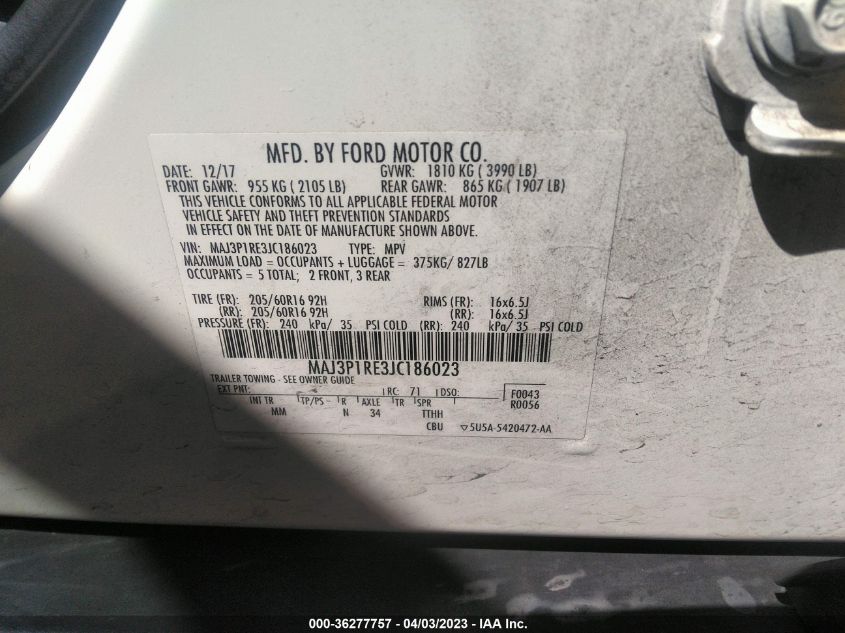 MFD. BY FORD MOTOR CO.
DATE: 12/17 GVWR: 1810 KG ( 3990 LB)
FRONT GAWR: 955 KG ( 2105 LB) REAR GAWR: 865 KG ( 1907 LB)
THIS VEHICLE CONFORMS TO ALL APPLICABLE FEDERAL MOTOR
VEHICLE SAFETY AND THEFT PREVENTION STANDARDS
IN EFFECT ON THE DATE OF MANUFACTURE SHOWN ABOVE.
VIN: MAJ3P1RE3JC186023 TYPE: MPV
MAXIMUM LOAD = OCCUPANTS + LUGGAGE = 375KG/ 827LB
OCCUPANTS = 5 TOTAL; 2 FRONT, 3 REAR
TIRE (FR): 205/60R16 92H RIMS (FR): 16x6.5J
(RR): 205/60R16 92H (RR): 16x6.5J
PRESSURE (FR): 240 kPa/ 35 PSI COLD (RR): 240 kPa/ 35 PSI COLD
MAJ3P1RE3JC186023
TRAILER TOWING - SEE OWNER GUIDE
EXT PNT: RC: 71 DSO: F0043
INT TR TP/PS R AXLE TR SPR R0056
MM N 34 TTHH
CBU ▽5U5A-5420472-AA
000-36277757 - 04/03/2023 - IAA Inc.